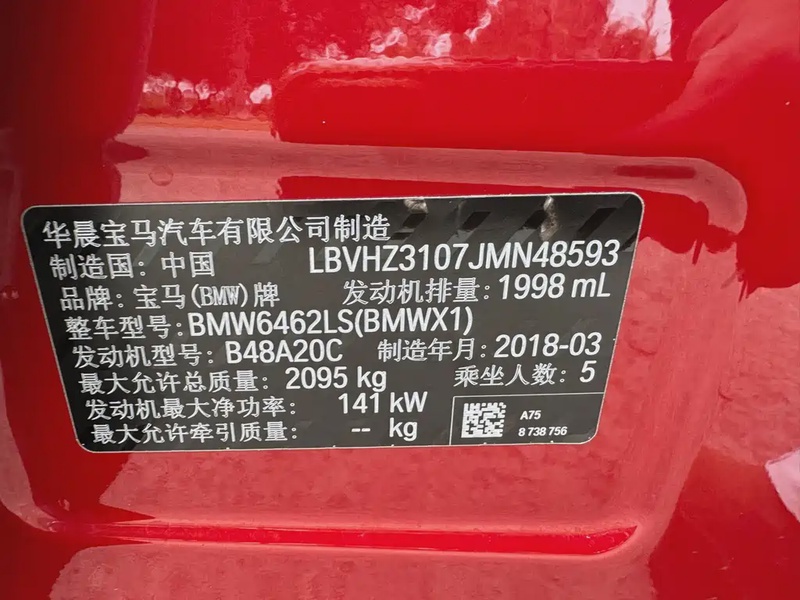 华晨宝马汽车有限公司制造
制造国：中国 LBVHZ3107JMN48593
品牌：宝马(BMW)牌 发动机排量：1998 mL
整车型号:BMW6462LS(BMWX1)
发动机型号：B48A20C 制造年月：2018-03
最大允许总质量：2095 kg 乘坐人数：5
发动机最大净功率： 141 kW
最大允许牵引质量： -- kg
A75
8 738 756